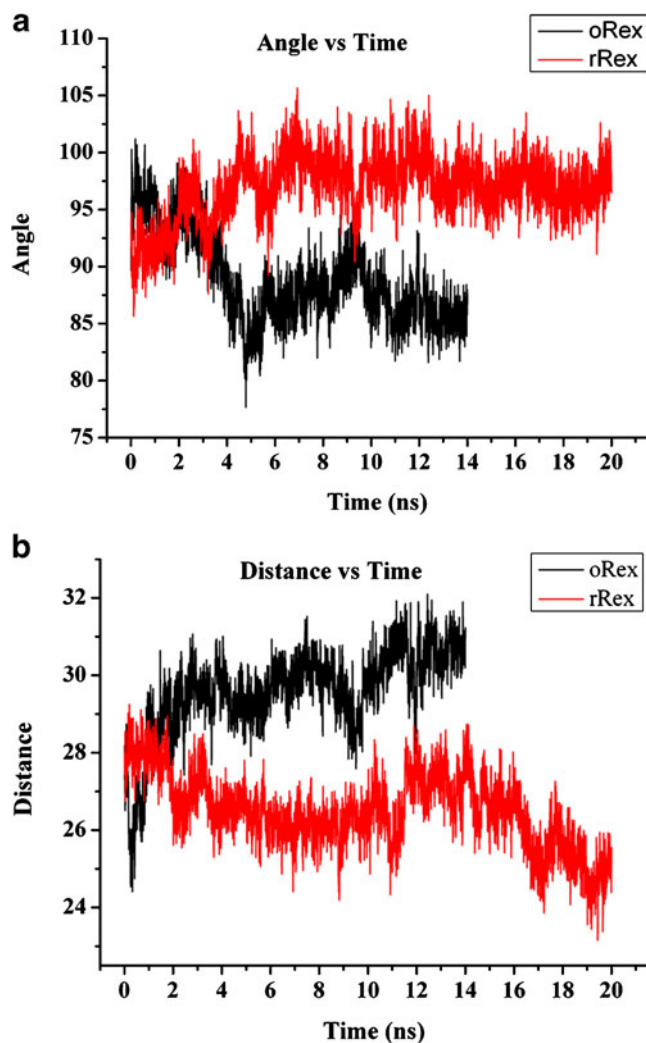 a
Angle vs Time
oRex
rRex
110
105
100
95
90
85
80
75
Angle
0 2 4 6 8 10 12 14 16 18 20
Time (ns)
b
Distance vs Time
oRex
rRex
32
30
28
26
24
Distance
0 2 4 6 8 10 12 14 16 18 20
Time (ns)